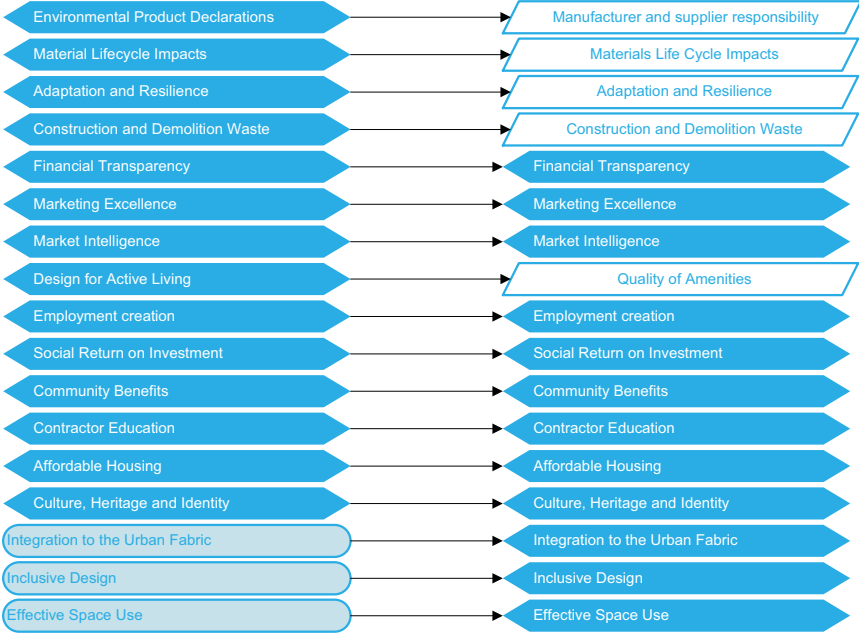 Environmental Product Declarations
Manufacturer and supplier responsibility
Material Lifecycle Impacts
Materials Life Cycle Impacts
Adaptation and Resilience
Adaptation and Resilience
Construction and Demolition Waste
Construction and Demolition Waste
Financial Transparency
Financial Transparency
Marketing Excellence
Marketing Excellence
Market Intelligence
Market Intelligence
Design for Active Living
Quality of Amenities
Employment creation
Employment creation
Social Return on Investment
Social Return on Investment
Community Benefits
Community Benefits
Contractor Education
Contractor Education
Affordable Housing
Affordable Housing
Culture, Heritage and Identity
Culture, Heritage and Identity
Integration to the Urban Fabric
Integration to the Urban Fabric
Inclusive Design
Inclusive Design
Effective Space Use
Effective Space Use